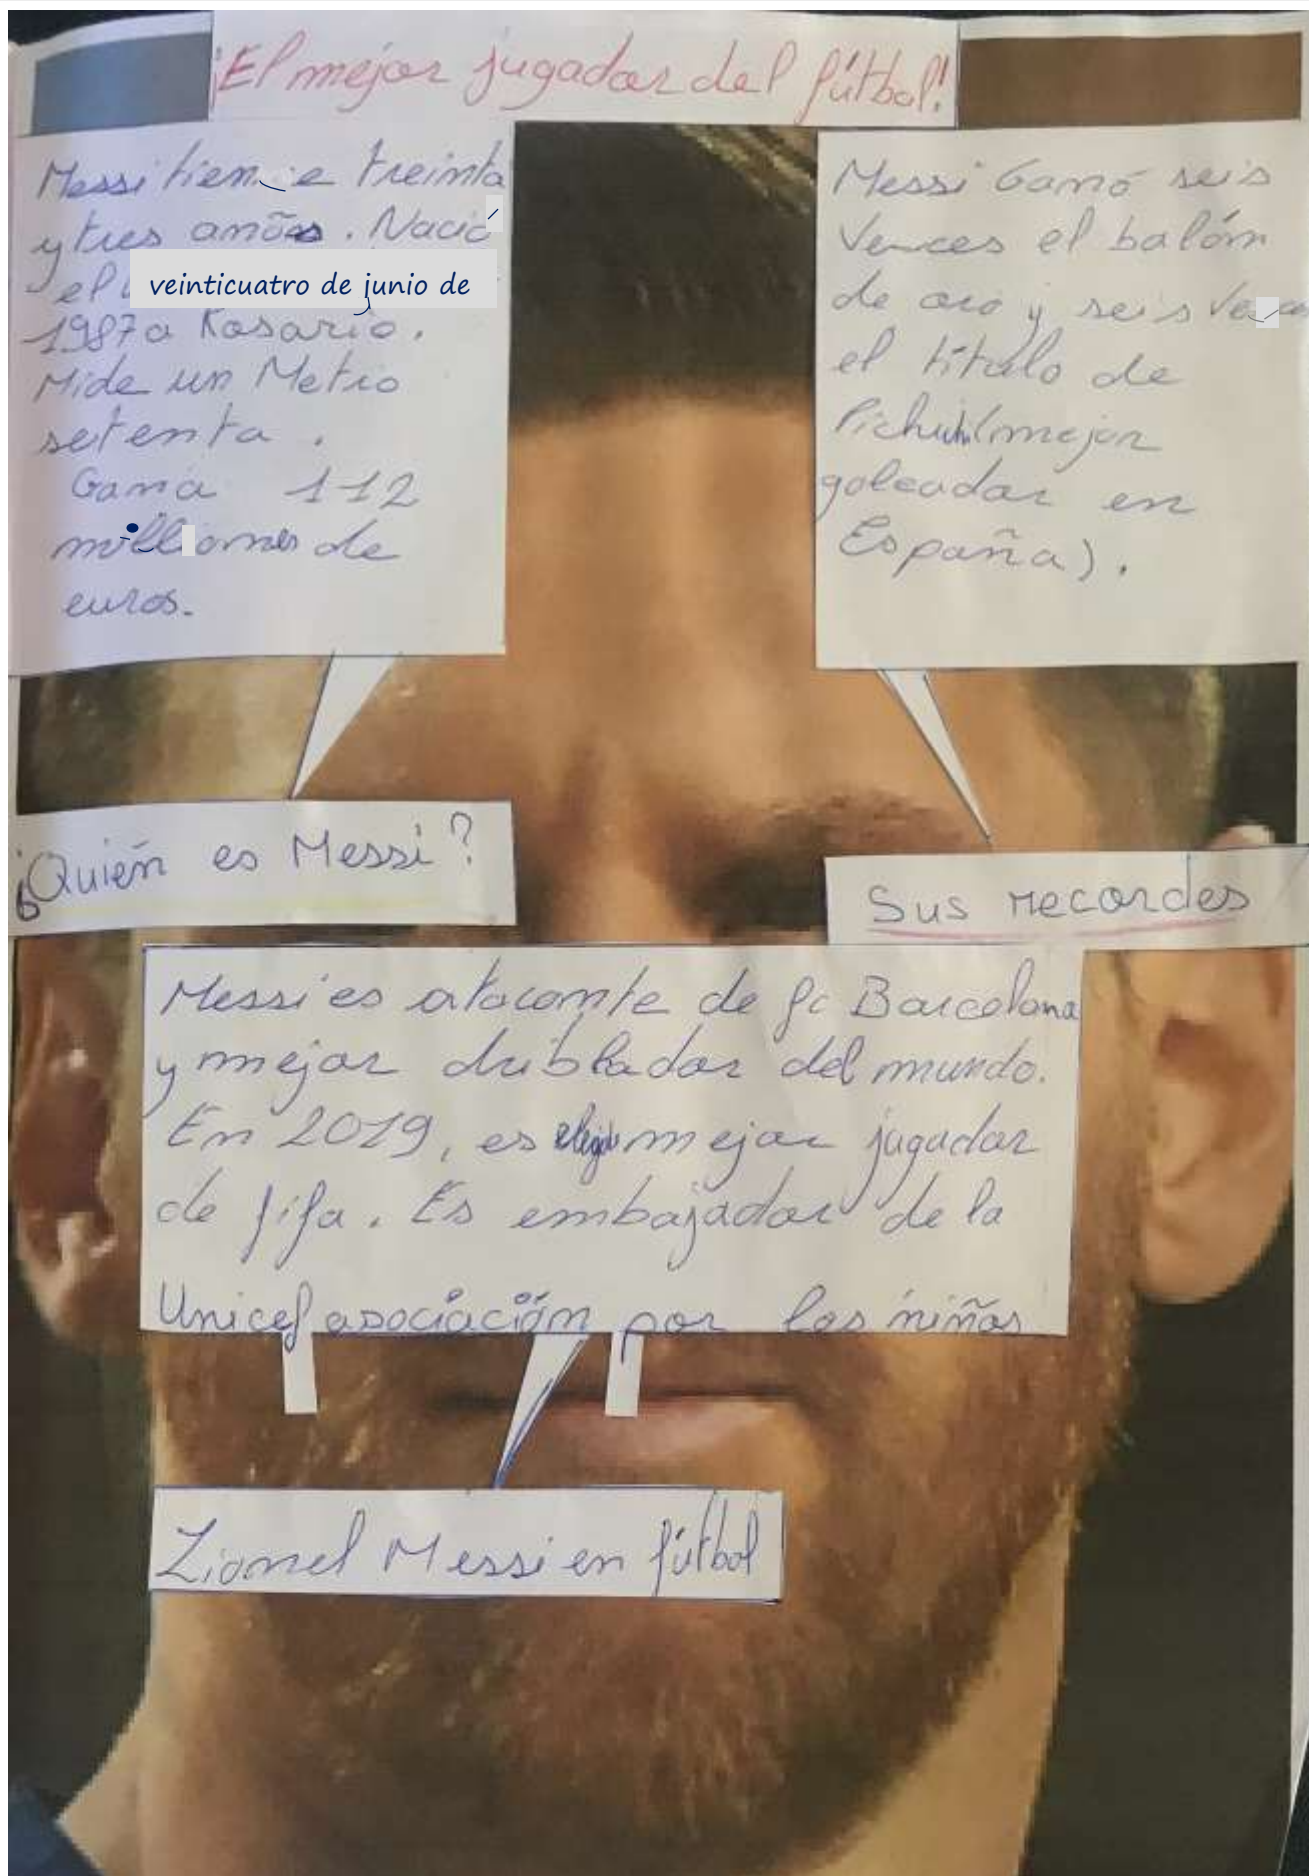 ¡El mejor jugador del fútbol!
Messi tiene treinta
y tres anõs. Nació
el veinticuatro de junio de
1987 a Rosario.
Mide un Metro
setenta.
Gana 112
millones de
euros.
¿Quién es Messi?
Messi Ganó seis
Veces el balón
de oro y seis Veces
el título de
Pichichi (mejor
goleador en
España).
Sus recordes
Messi es atacante de fc Barcelona
y mejor driblador del mundo.
En 2019, es elegido mejor jugador
de fifa. Es embajador de la
Unicef asociación por los niños
Lionel Messi en fútbol